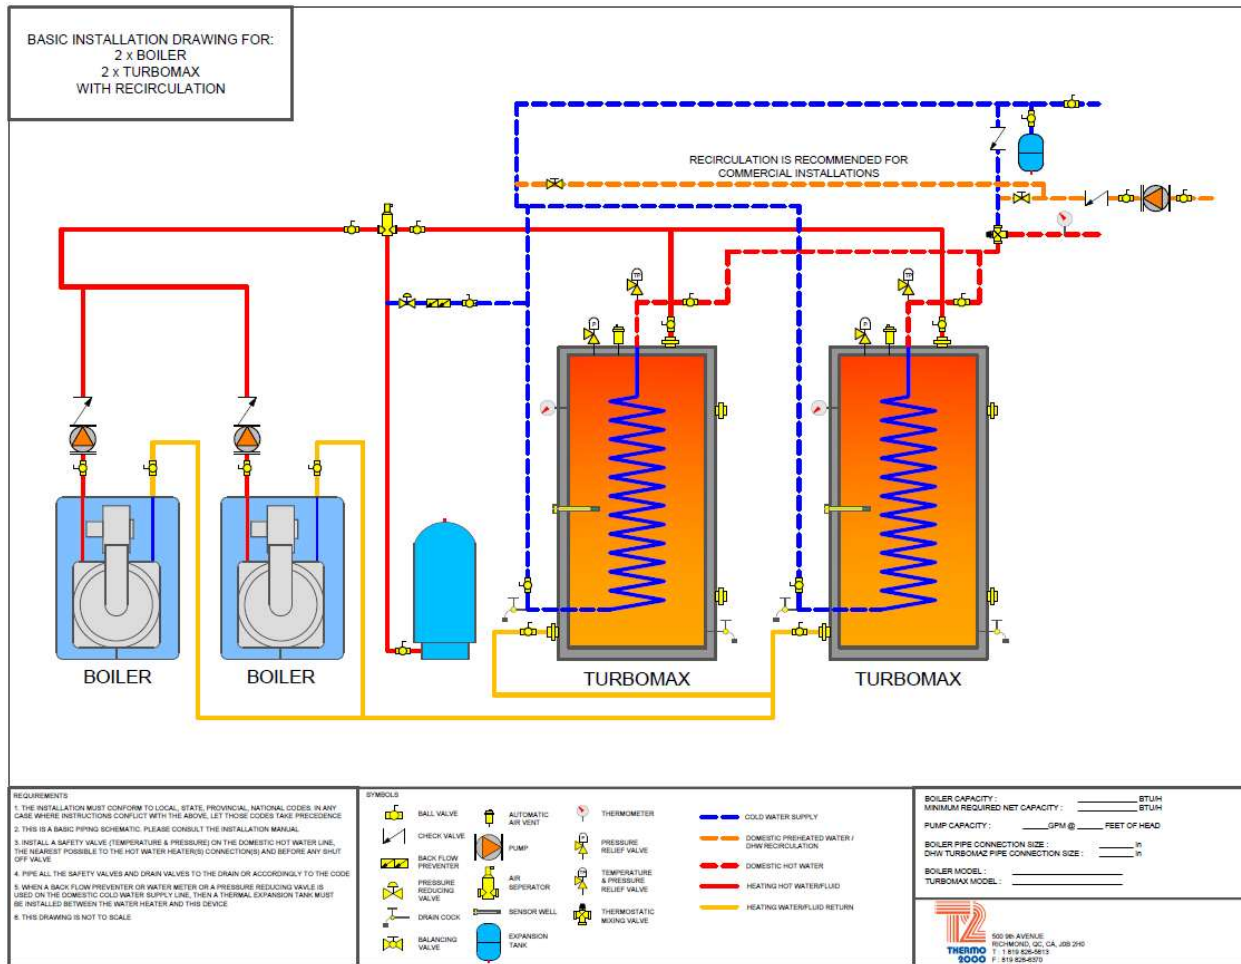 BASIC INSTALLATION DRAWING FOR:
2 x BOILER
2 x TURBOMAX
WITH RECIRCULATION
RECIRCULATION IS RECOMMENDED FOR
COMMERCIAL INSTALLATIONS
BOILER
BOILER
TURBOMAX
TURBOMAX
REQUIREMENTS
1. THE INSTALLATION MUST CONFORM TO LOCAL, STATE, PROVINCIAL, NATIONAL CODES. IN ANY
CASE WHERE INSTRUCTIONS CONFLICT WITH THE ABOVE, LET THOSE CODES TAKE PRECEDENCE
2. THIS IS A BASIC PIPING SCHEMATIC. PLEASE CONSULT THE INSTALLATION MANUAL
3. INSTALL A SAFETY VALVE (TEMPERATURE & PRESSURE) ON THE DOMESTIC HOT WATER LINE,
THE NEAREST POSSIBLE TO THE HOT WATER HEATER(S) CONNECTION(S) AND BEFORE ANY SHUT
OFF VALVE
4. PIPE ALL THE SAFETY VALVES AND DRAIN VALVES TO THE DRAIN OR ACCORDINGLY TO THE CODE
5. WHEN A BACK FLOW PREVENTER OR WATER METER OR A PRESSURE REDUCING VAVLE IS
USED ON THE DOMESTIC COLD WATER SUPPLY LINE, THEN A THERMAL EXPANSION TANK MUST
BE INSTALLED BETWEEN THE WATER HEATER AND THIS DEVICE
6. THIS DRAWING IS NOT TO SCALE
SYMBOLS
BALL VALVE
CHECK VALVE
BACK FLOW
PREVENTER
PRESSURE
REDUCING
VALVE
DRAIN COCK
BALANCING
VALVE
AUTOMATIC
AIR VENT
PUMP
AIR
SEPERATOR
SENSOR WELL
EXPANSION
TANK
THERMOMETER
PRESSURE
RELIEF VALVE
TEMPERATURE
& PRESSURE
RELIEF VALVE
THERMOSTATIC
MIXING VALVE
COLD WATER SUPPLY
DOMESTIC PREHEATED WATER /
DHW RECIRCULATION
DOMESTIC HOT WATER
HEATING HOT WATER/FLUID
HEATING WATER/FLUID RETURN
BOILER CAPACITY : BTU/H
MINIMUM REQUIRED NET CAPACITY : BTU/H
PUMP CAPACITY : GPM @ FEET OF HEAD
BOILER PIPE CONNECTION SIZE : in
DHW TURBOMAZ PIPE CONNECTION SIZE : in
BOILER MODEL :
TURBOMAX MODEL :
T2
THERMO
2000
500 9th AVENUE
RICHMOND, QC, CA, J0B 2H0
T : 1 819 826-5613
F : 819 826-6370